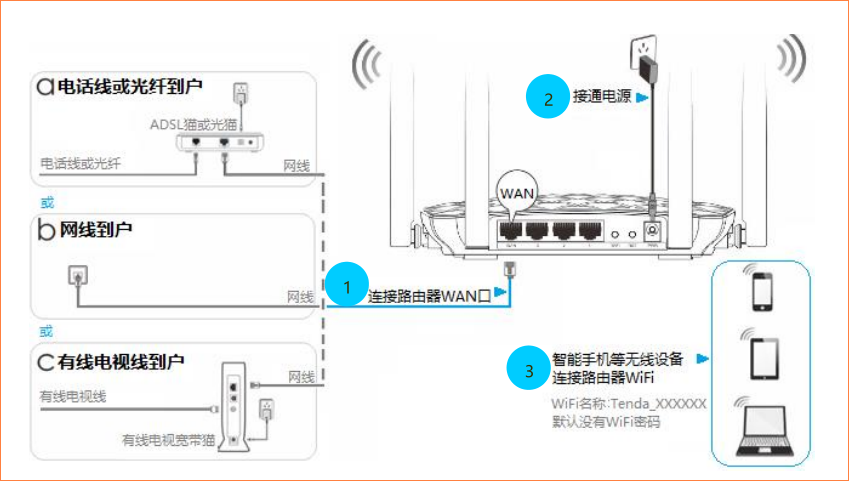 a 电话线或光纤到户
ADSL猫或光猫
电话线或光纤
网线
或
b 网线到户
网线
或
C 有线电视线到户
有线电视线
网线
有线电视宽带猫
1
连接路由器WAN口
2
接通电源
WAN
WAN
3
2
1
3
智能手机等无线设备
连接路由器WiFi
WiFi名称:Tenda_XXXXXX
默认没有WiFi密码